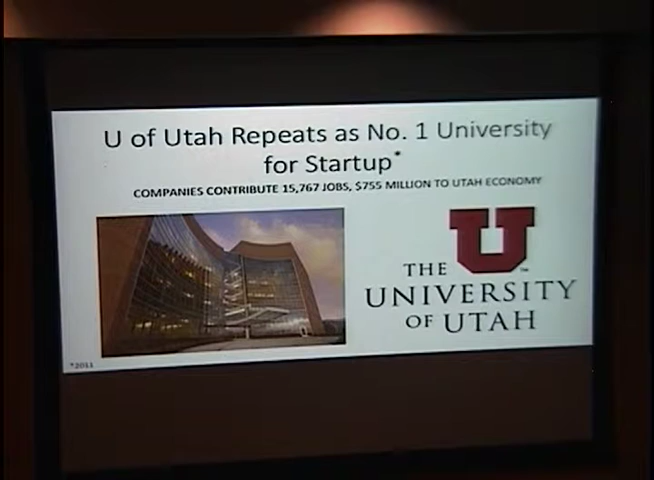 U of Utah Repeats as No. 1 University
for Startup*
COMPANIES CONTRIBUTE 15,767 JOBS, $755 MILLION TO UTAH ECONOMY
U
THE
UNIVERSITY
OF UTAH
*2011